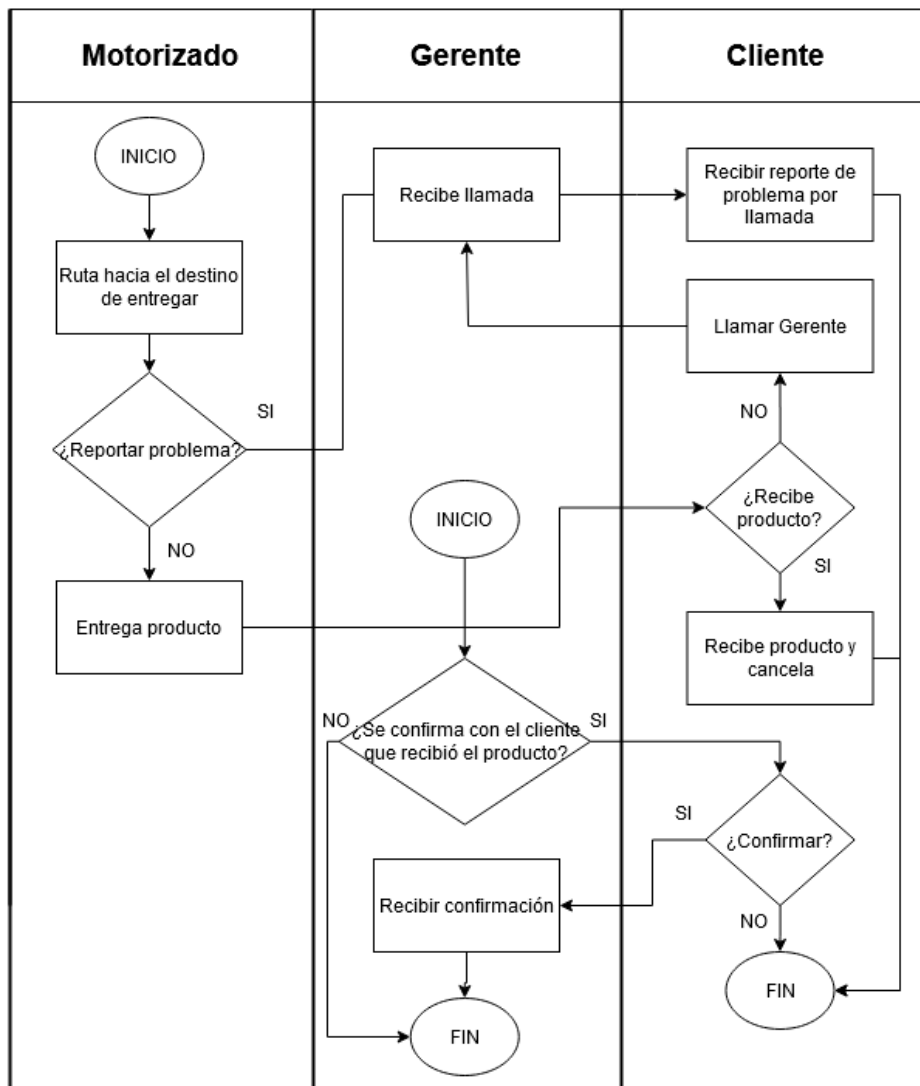 Motorizado
Gerente
Cliente
INICIO
Recibe llamada
Recibir reporte de
problema por
llamada
Ruta hacia el destino
de entregar
Llamar Gerente
SI
NO
¿Reportar problema?
¿Recibe
producto?
INICIO
NO
SI
Entrega producto
Recibe producto y
cancela
NO
¿Se confirma con el cliente
que recibió el producto?
SI
SI
¿Confirmar?
Recibir confirmación
NO
FIN
FIN